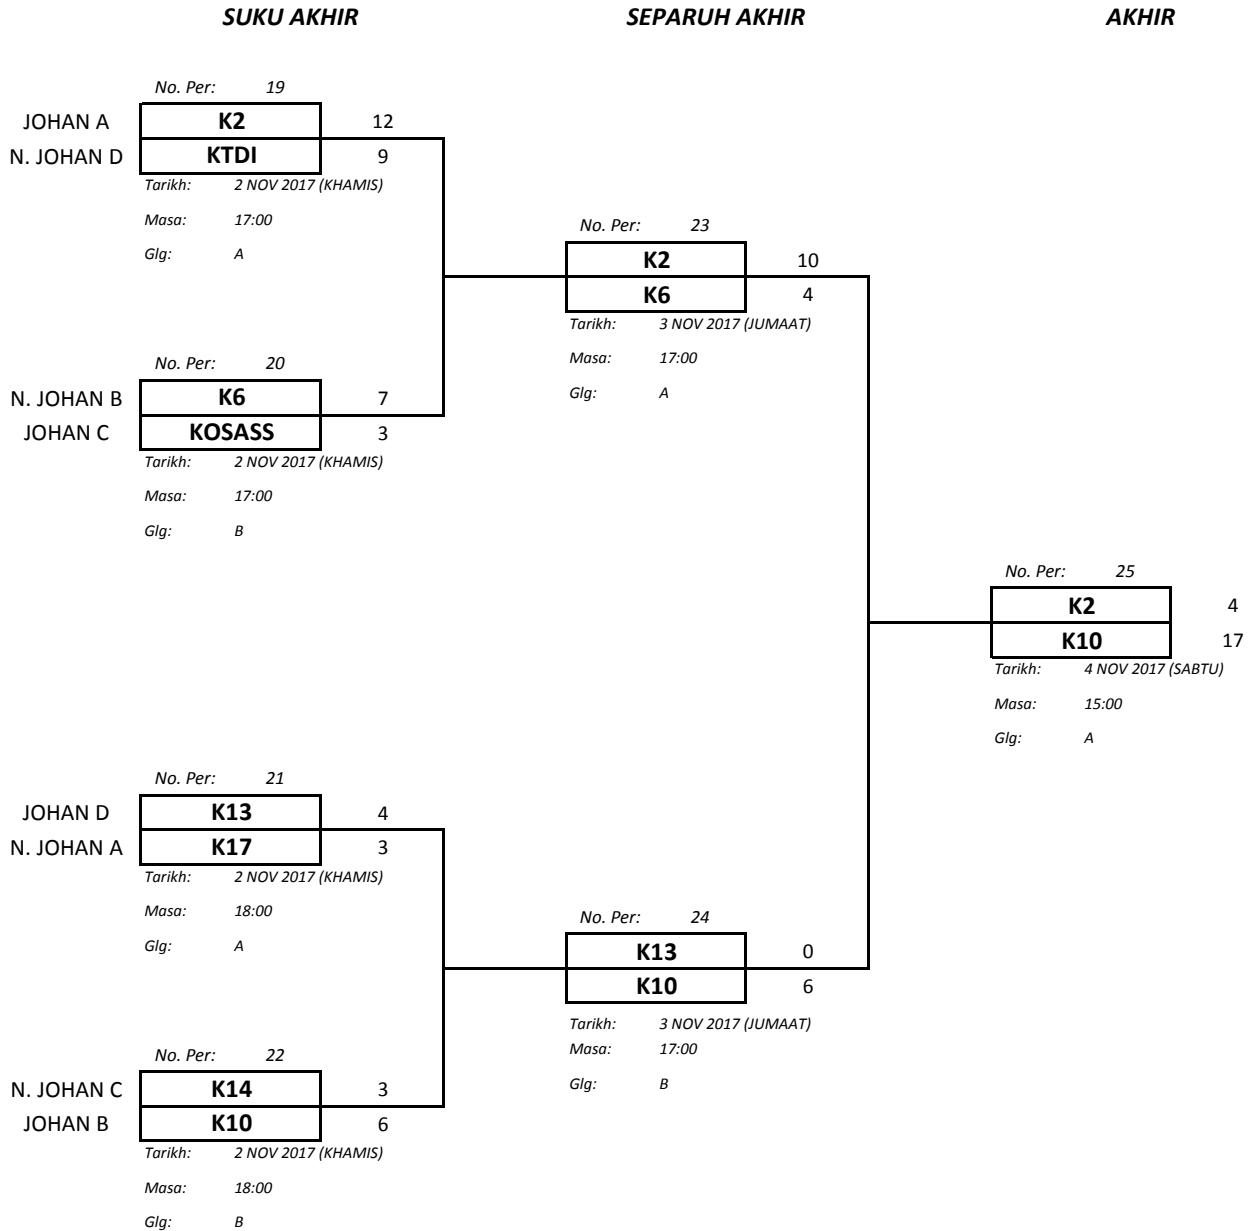 SUKU AKHIR SEPARUH AKHIR AKHIR
No. Per: 19
JOHAN A K2 12
N. JOHAN D KTDI 9
Tarikh: 2 NOV 2017 (KHAMIS)
Masa: 17:00
Glg: A
No. Per: 20
N. JOHAN B K6 7
JOHAN C KOSASS 3
Tarikh: 2 NOV 2017 (KHAMIS)
Masa: 17:00
Glg: B
No. Per: 21
JOHAN D K13 4
N. JOHAN A K17 3
Tarikh: 2 NOV 2017 (KHAMIS)
Masa: 18:00
Glg: A
No. Per: 22
N. JOHAN C K14 3
JOHAN B K10 6
Tarikh: 2 NOV 2017 (KHAMIS)
Masa: 18:00
Glg: B
No. Per: 23
K2 10
K6 4
Tarikh: 3 NOV 2017 (JUMAAT)
Masa: 17:00
Glg: A
No. Per: 24
K13 0
K10 6
Tarikh: 3 NOV 2017 (JUMAAT)
Masa: 17:00
Glg: B
No. Per: 25
K2 4
K10 17
Tarikh: 4 NOV 2017 (SABTU)
Masa: 15:00
Glg: A